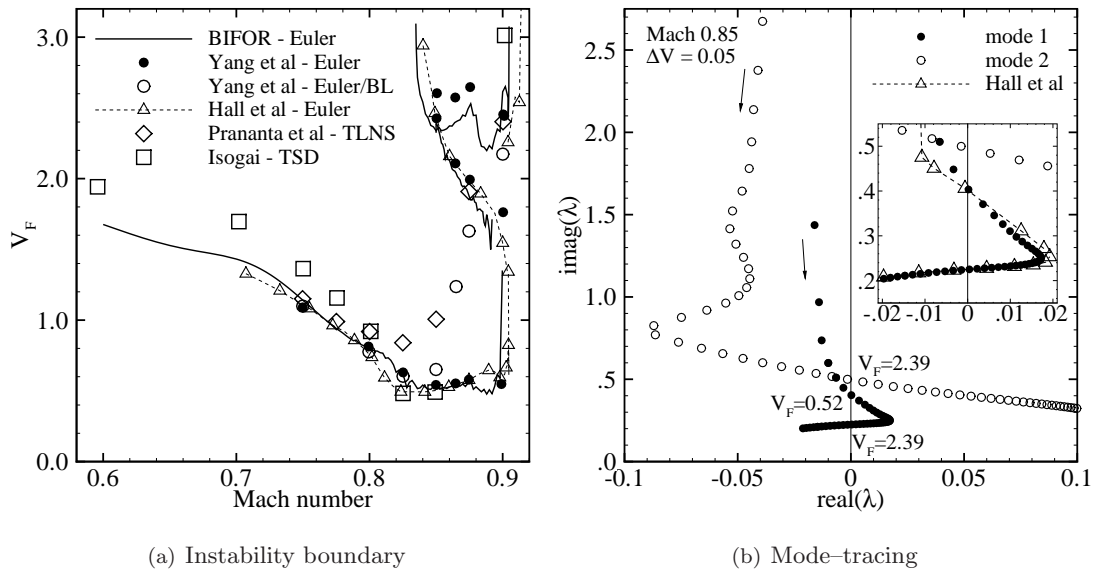 3.0
2.0
1.0
0.0
0.6
0.7
0.8
0.9
V_F
Mach number
BIFOR - Euler
Yang et al - Euler
Yang et al - Euler/BL
Hall et al - Euler
Prananta et al - TLNS
Isogai - TSD
(a) Instability boundary
2.5
2.0
1.5
1.0
.5
.0
-0.1
-0.05
0
0.05
0.1
imag(λ)
real(λ)
Mach 0.85
ΔV = 0.05
mode 1
mode 2
Hall et al
.5
.4
.3
.2
-.02
-.01
0
.01
.02
V_F=2.39
V_F=0.52
V_F=2.39
(b) Mode–tracing